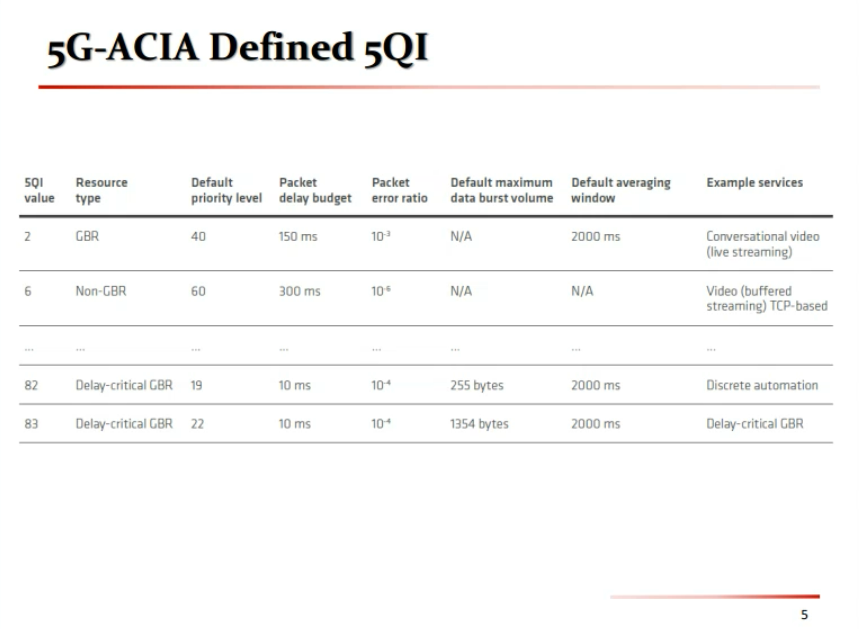 5G-ACIA Defined 5QI
5QI value Resource type Default priority level Packet delay budget Packet error ratio Default maximum data burst volume Default averaging window Example services
2 GBR 40 150 ms 10⁻³ N/A 2000 ms Conversational video (live streaming)
6 Non-GBR 60 300 ms 10⁻⁶ N/A N/A Video (buffered streaming) TCP-based
... ... ... ... ... ... ... ...
82 Delay-critical GBR 19 10 ms 10⁻⁴ 255 bytes 2000 ms Discrete automation
83 Delay-critical GBR 22 10 ms 10⁻⁴ 1354 bytes 2000 ms Delay-critical GBR
5